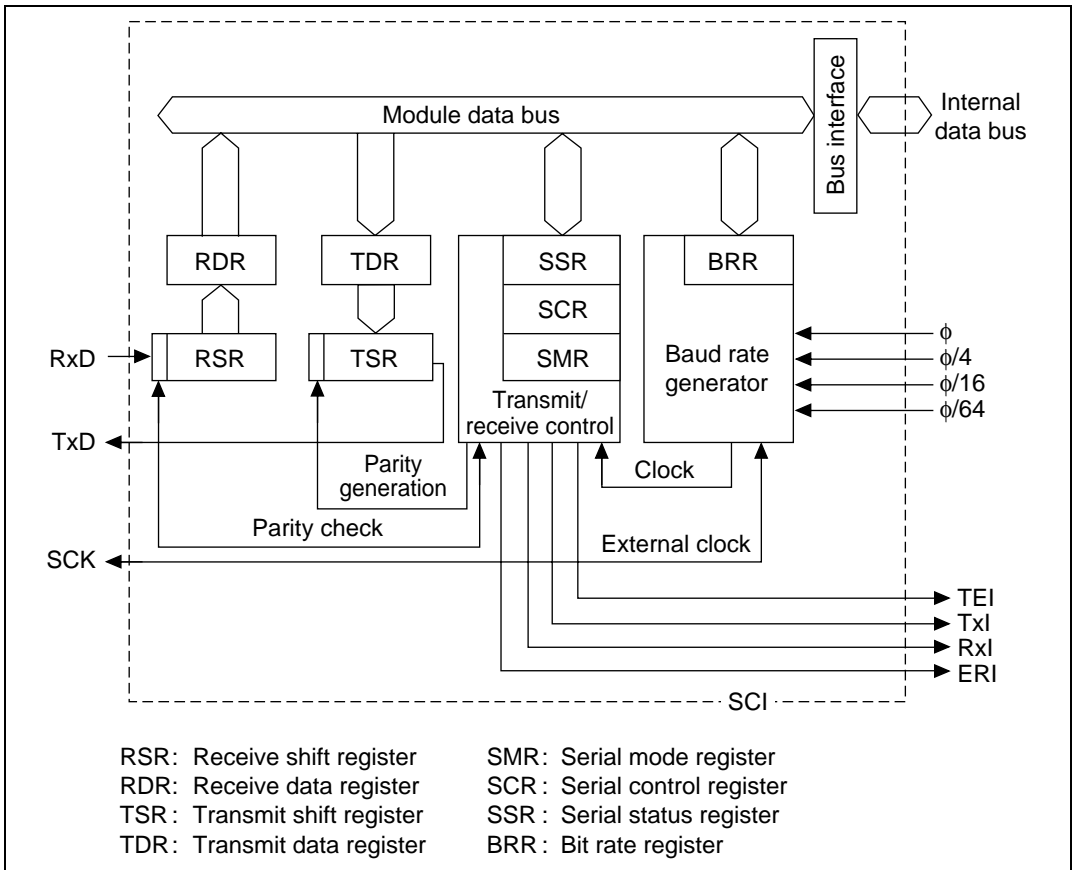 Module data bus
Bus interface
Internal
data bus
RDR
TDR
SSR
BRR
SCR
RxD
RSR
TSR
SMR
Baud rate
generator
ϕ
ϕ/4
ϕ/16
ϕ/64
Transmit/
receive control
TxD
Parity
generation
Clock
Parity check
External clock
SCK
TEI
TxI
RxI
ERI
SCI
RSR: Receive shift register
RDR: Receive data register
TSR: Transmit shift register
TDR: Transmit data register
SMR: Serial mode register
SCR: Serial control register
SSR: Serial status register
BRR: Bit rate register